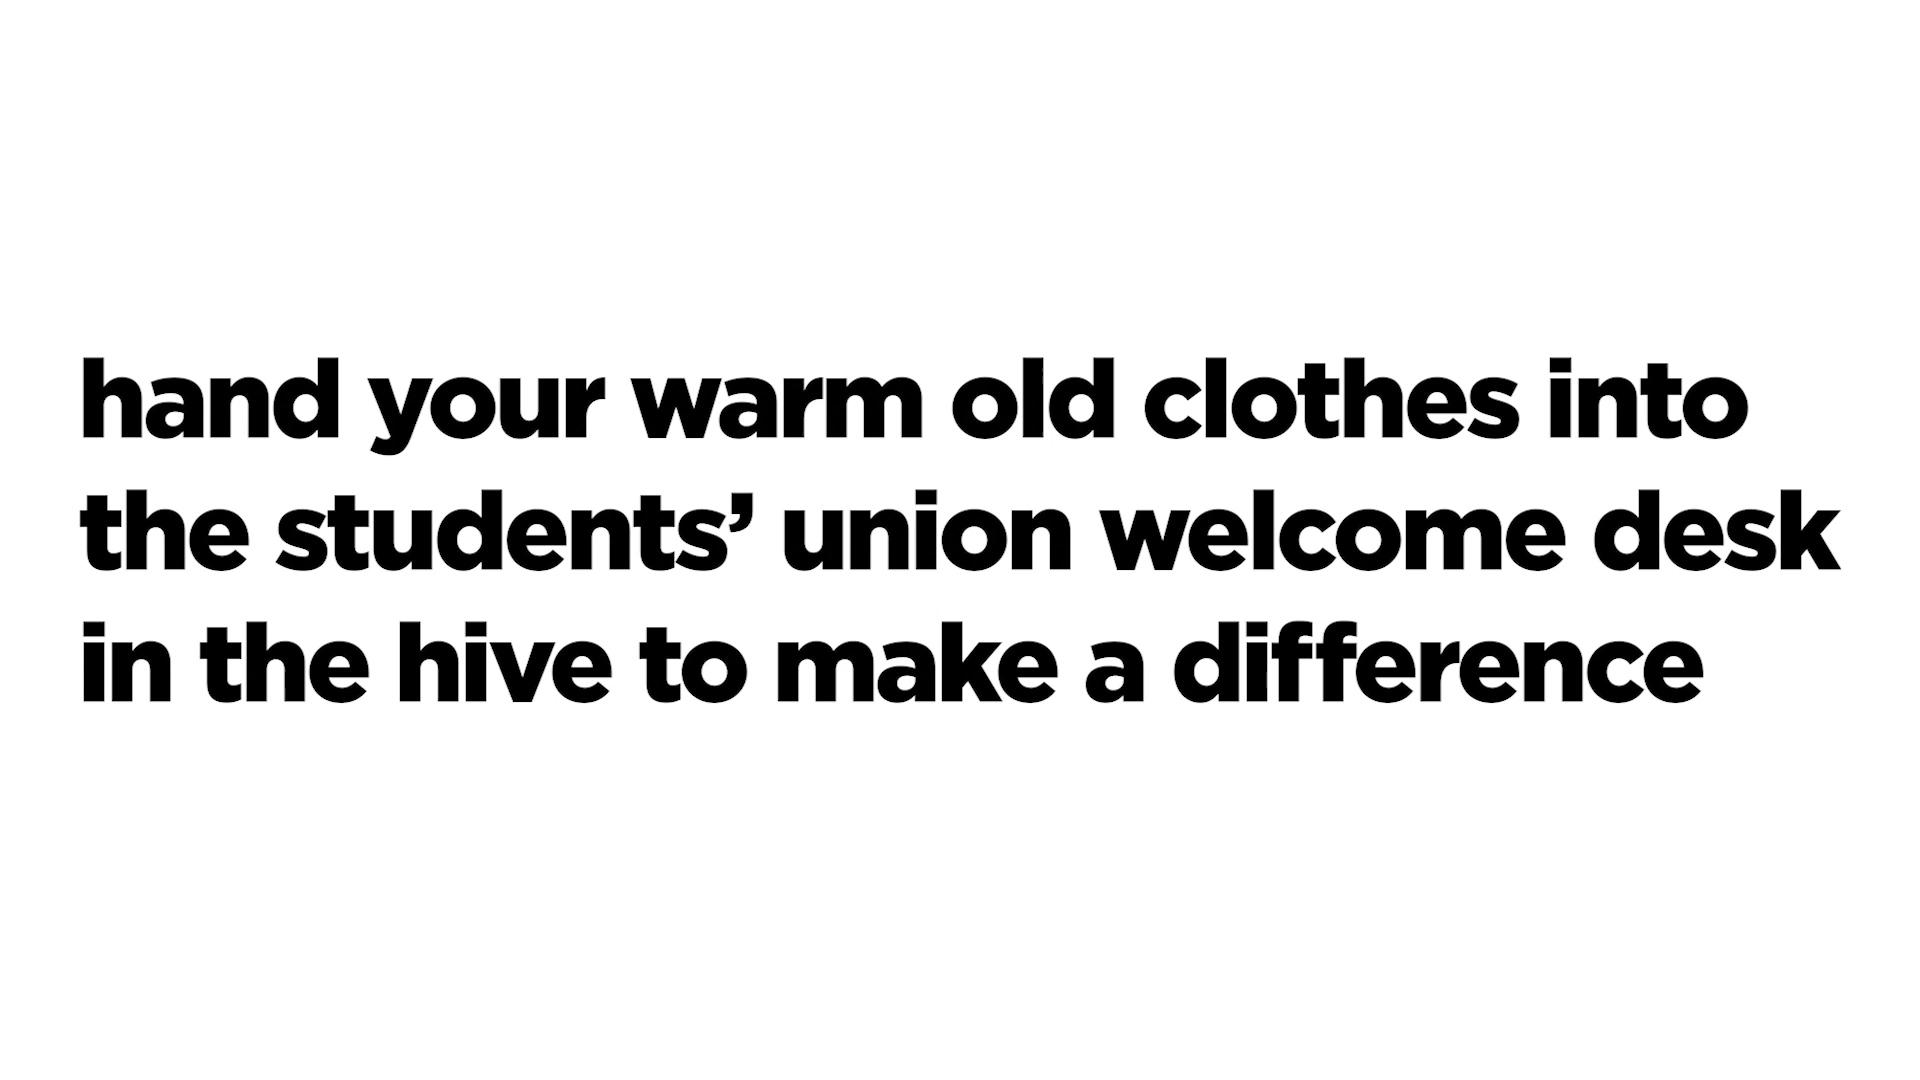 hand your warm old clothes into
the students’ union welcome desk
in the hive to make a difference